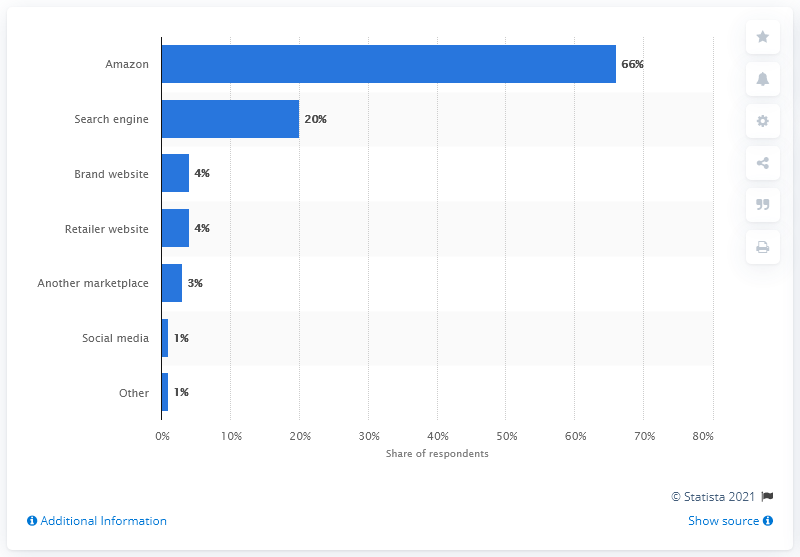 Amazon 66%
Search engine 20%
Brand website 4%
Retailer website 4%
Another marketplace 3%
Social media 1%
Other 1%
0% 10% 20% 30% 40% 50% 60% 70% 80%
Share of respondents
© Statista 2021
Additional Information Show source